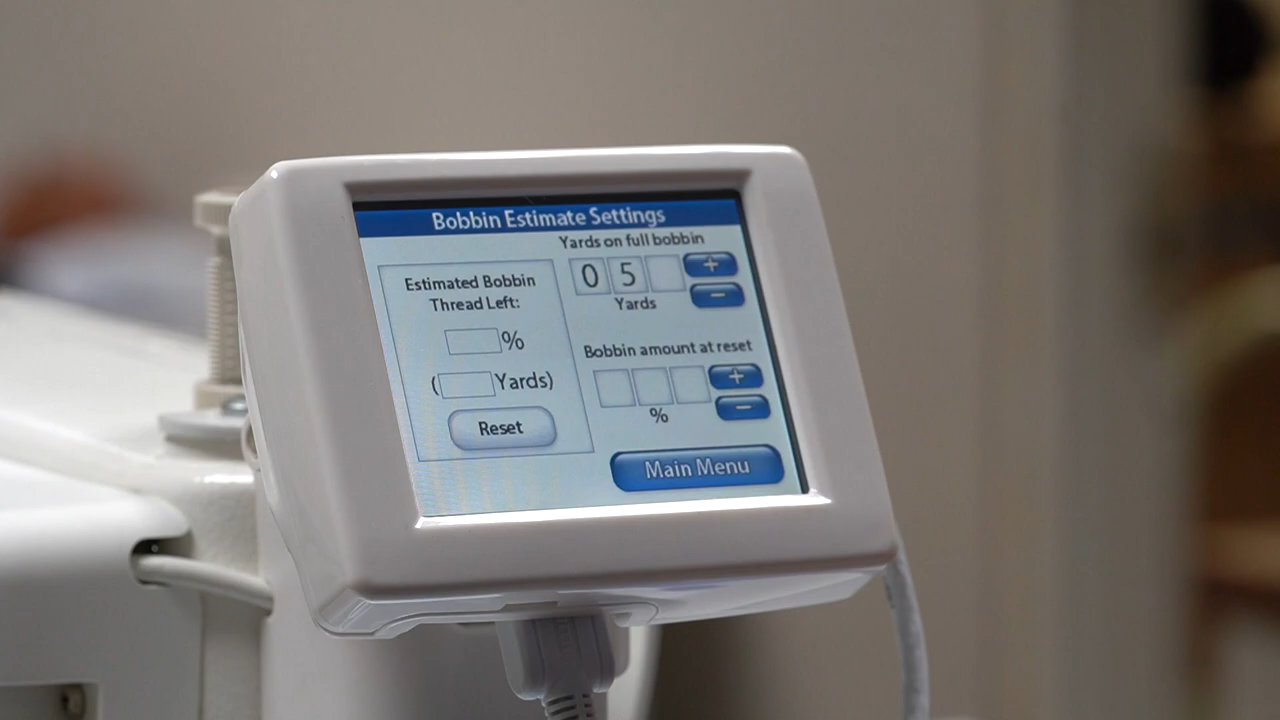 Bobbin Estimate Settings
Estimated Bobbin
Thread Left:
%
( Yards)
Reset
Yards on full bobbin
0 5
+
−
Yards
Bobbin amount at reset
+
−
%
Main Menu